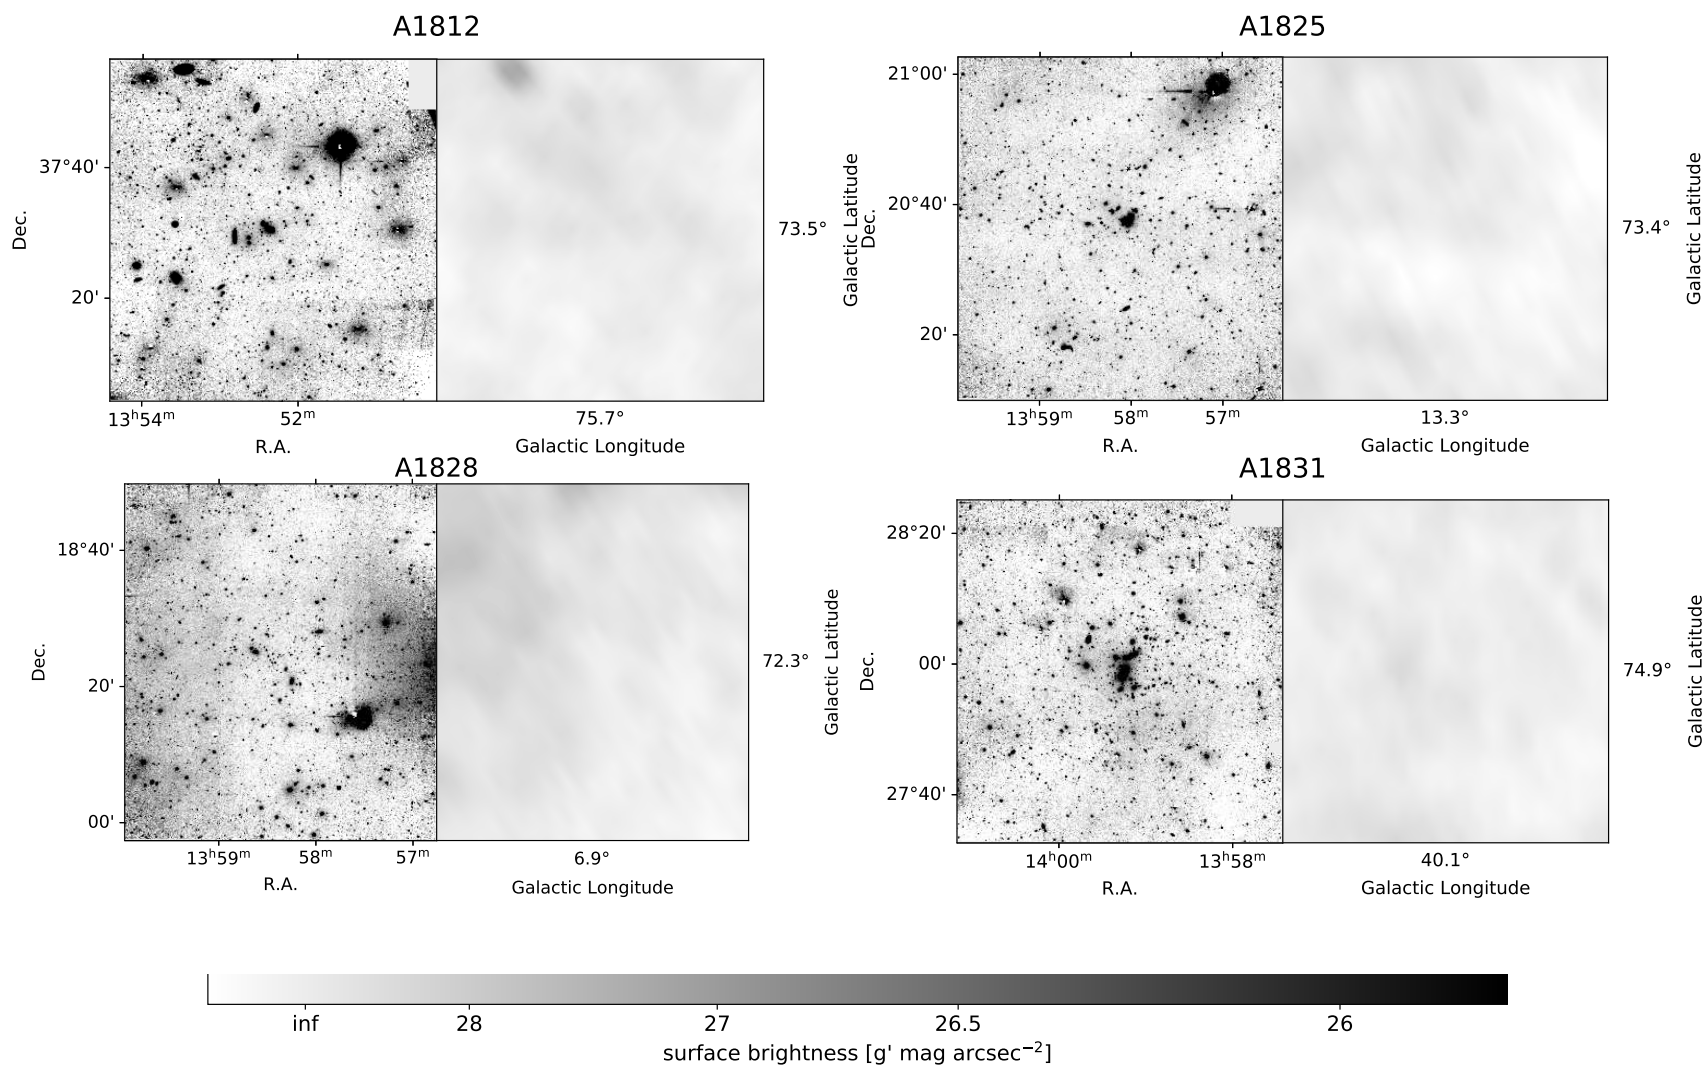 A1812
A1825
Dec.
37°40'
20'
13ʰ54ᵐ
52ᵐ
R.A.
75.7°
Galactic Longitude
73.5°
Galactic Latitude
Dec.
21°00'
20°40'
20'
13ʰ59ᵐ
58ᵐ
57ᵐ
R.A.
13.3°
Galactic Longitude
73.4°
Galactic Latitude
A1828
A1831
Dec.
18°40'
20'
00'
13ʰ59ᵐ
58ᵐ
57ᵐ
R.A.
6.9°
Galactic Longitude
72.3°
Galactic Latitude
Dec.
28°20'
00'
27°40'
14ʰ00ᵐ
13ʰ58ᵐ
R.A.
40.1°
Galactic Longitude
74.9°
Galactic Latitude
inf 28 27 26.5 26
surface brightness [g' mag arcsec⁻²]